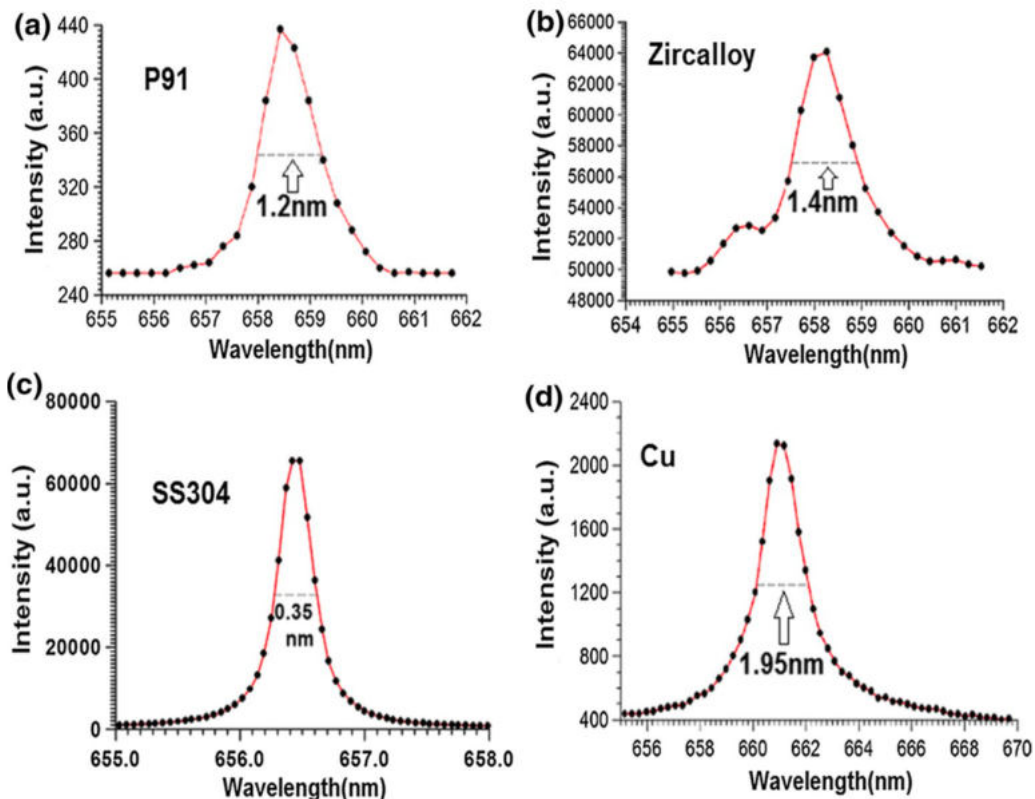 (a)
P91
Intensity (a.u.)
440
400
360
320
280
240
1.2nm
655 656 657 658 659 660 661 662
Wavelength(nm)
(b)
Zircalloy
Intensity (a.u.)
66000
64000
62000
60000
58000
56000
54000
52000
50000
48000
1.4nm
654 655 656 657 658 659 660 661 662
Wavelength(nm)
(c)
SS304
Intensity (a.u.)
80000
60000
40000
20000
0
0.35
nm
655.0 656.0 657.0 658.0
Wavelength(nm)
(d)
Cu
Intensity (a.u.)
2400
2000
1600
1200
800
400
1.95nm
656 658 660 662 664 666 668 670
Wavelength(nm)